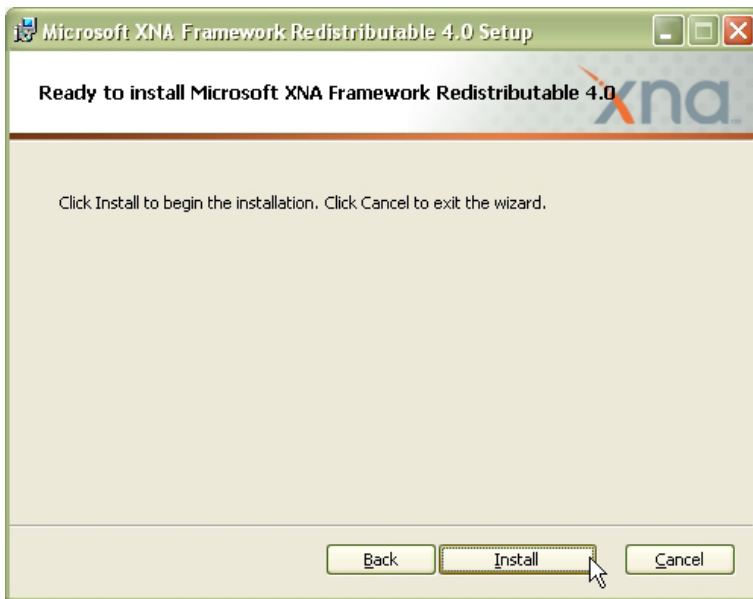 Microsoft XNA Framework Redistributable 4.0 Setup
Ready to install Microsoft XNA Framework Redistributable 4.0
xna
Click Install to begin the installation. Click Cancel to exit the wizard.
Back
Install
Cancel